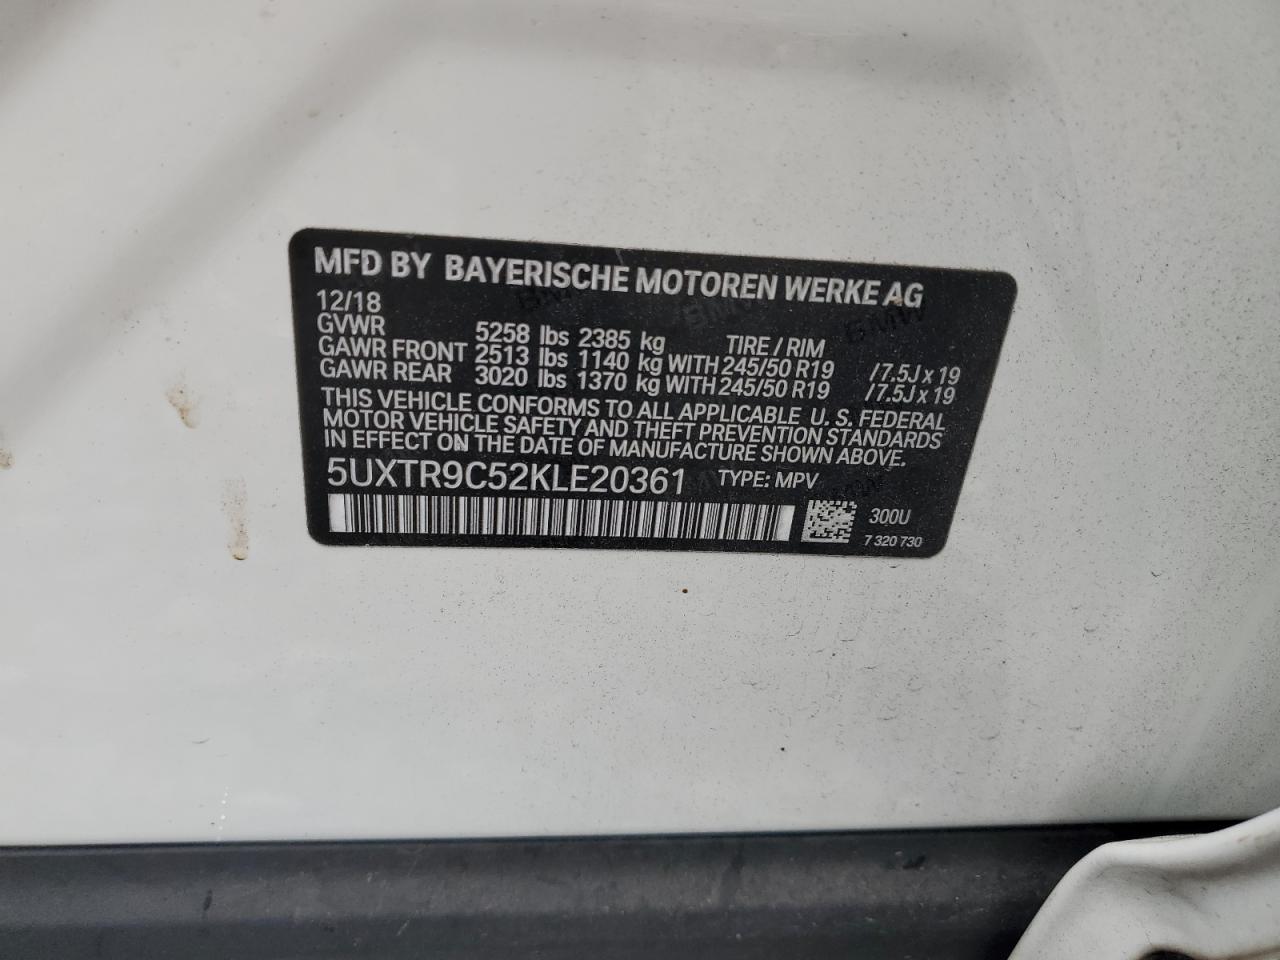 MFD BY BAYERISCHE MOTOREN WERKE AG
12/18
GVWR 5258 lbs 2385 kg TIRE / RIM
GAWR FRONT 2513 lbs 1140 kg WITH 245/50 R19 /7.5J x 19
GAWR REAR 3020 lbs 1370 kg WITH 245/50 R19 /7.5J x 19
THIS VEHICLE CONFORMS TO ALL APPLICABLE U. S. FEDERAL
MOTOR VEHICLE SAFETY AND THEFT PREVENTION STANDARDS
IN EFFECT ON THE DATE OF MANUFACTURE SHOWN ABOVE.
5UXTR9C52KLE20361 TYPE: MPV
300U
7 320 730
BMW
BMW
BMW